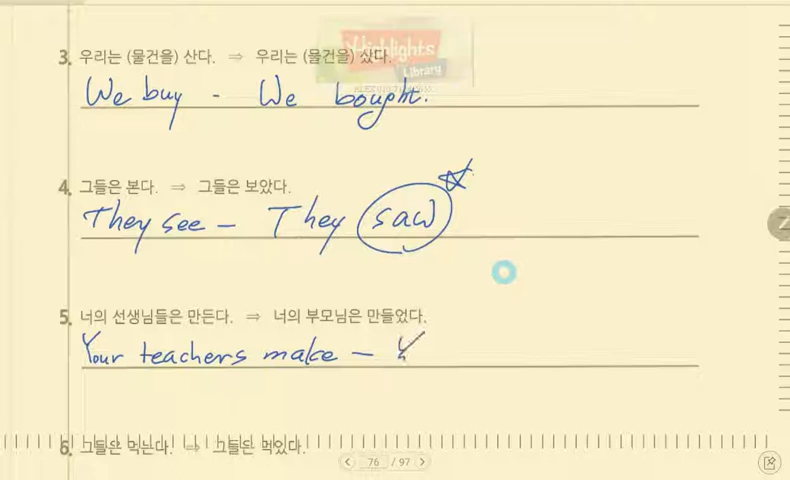 Highlights
Library
3. 우리는 (물건을) 산다. ⇒ 우리는 (물건을) 샀다.
We buy - We bought.
4. 그들은 본다. ⇒ 그들은 보았다.
They see - They saw
5. 너의 선생님들은 만든다. ⇒ 너의 부모님은 만들었다.
Your teachers make - Y
6. 그들은 먹는다. ⇒ 그들은 먹었다.
76 / 97